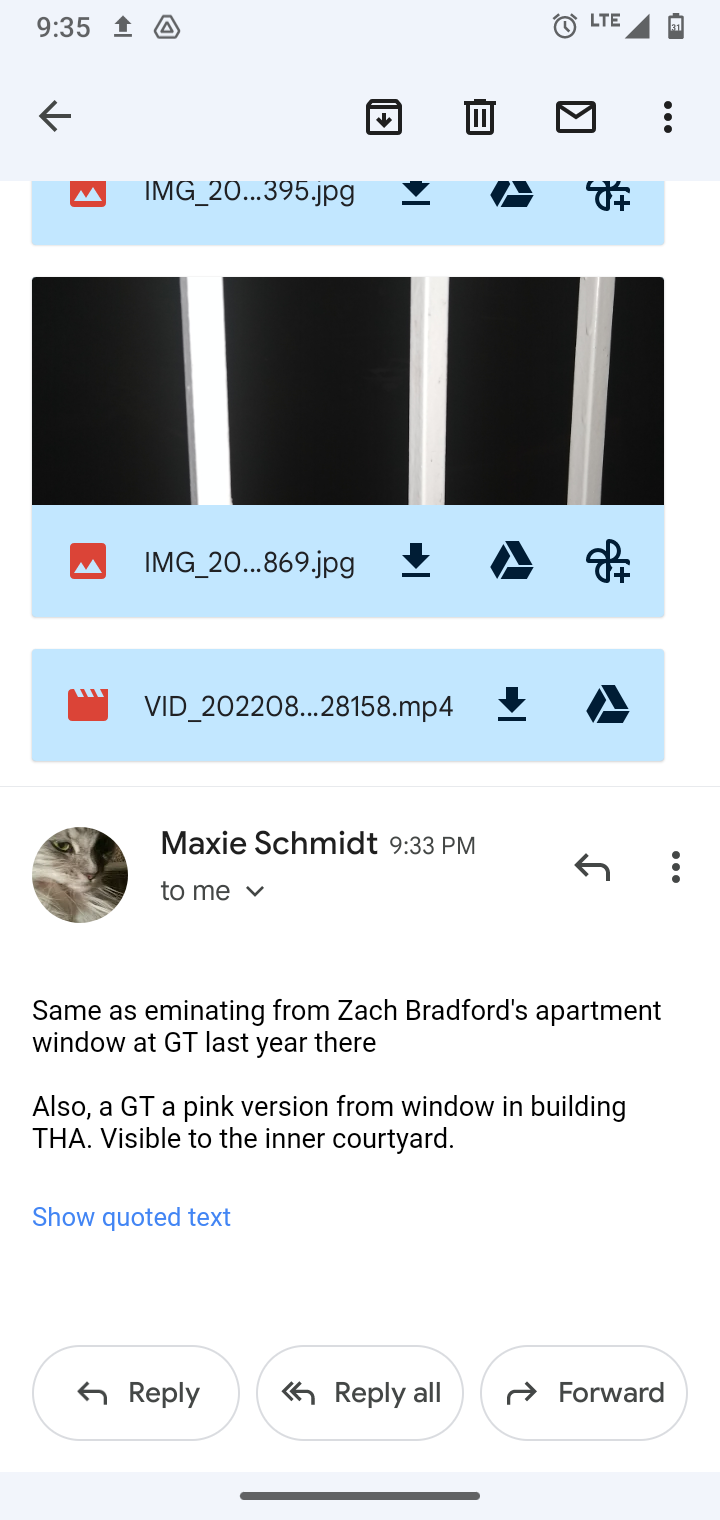 9:35
LTE
31
IMG_20...395.jpg
IMG_20...869.jpg
VID_202208...28158.mp4
Maxie Schmidt 9:33 PM
to me
Same as eminating from Zach Bradford's apartment
window at GT last year there
Also, a GT a pink version from window in building
THA. Visible to the inner courtyard.
Show quoted text
Reply
Reply all
Forward